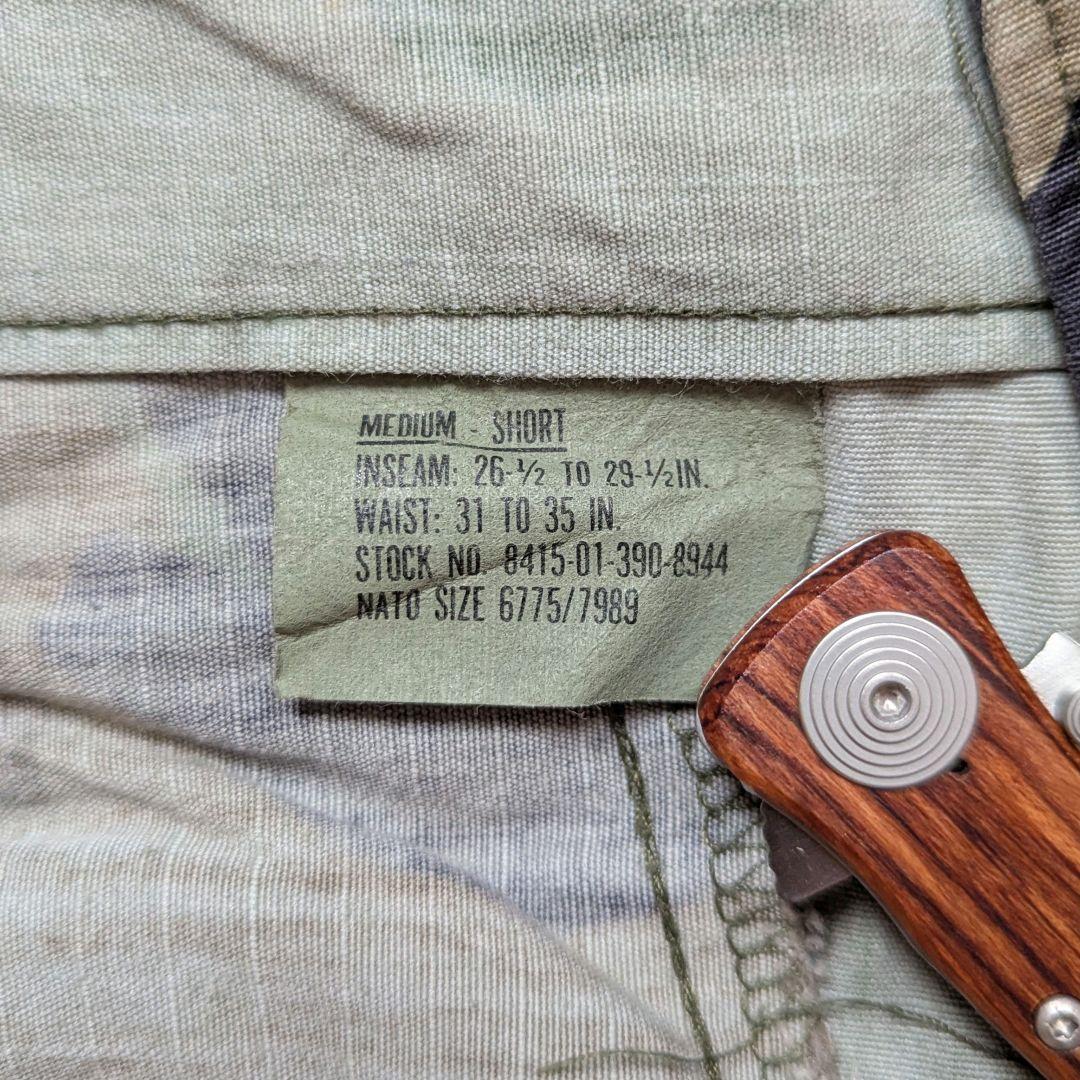 MEDIUM - SHORT
INSEAM: 26-½ TO 29-½IN.
WAIST: 31 TO 35 IN.
STOCK NO. 8415-01-390-8944
NATO SIZE 6775/7989